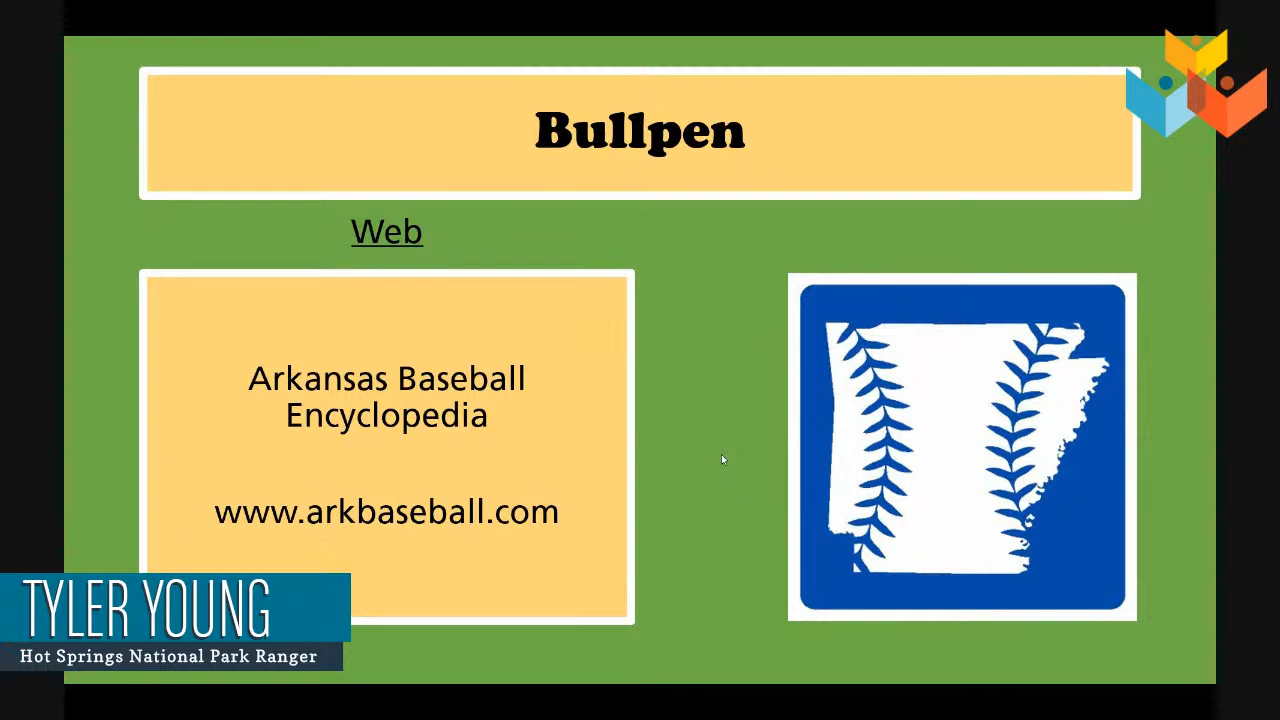 Bullpen
Web
Arkansas Baseball
Encyclopedia
www.arkbaseball.com
TYLER YOUNG
Hot Springs National Park Ranger